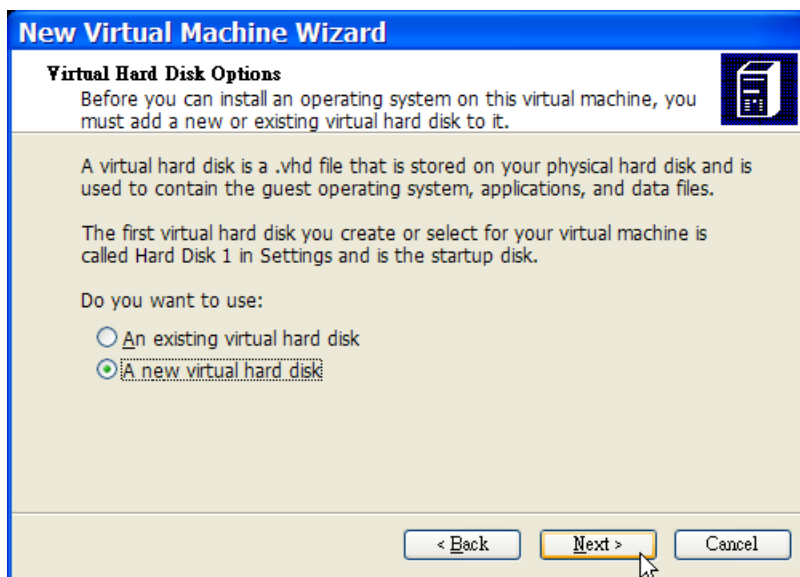 New Virtual Machine Wizard
Virtual Hard Disk Options
Before you can install an operating system on this virtual machine, you
must add a new or existing virtual hard disk to it.
A virtual hard disk is a .vhd file that is stored on your physical hard disk and is
used to contain the guest operating system, applications, and data files.
The first virtual hard disk you create or select for your virtual machine is
called Hard Disk 1 in Settings and is the startup disk.
Do you want to use:
An existing virtual hard disk
A new virtual hard disk
< Back
Next >
Cancel